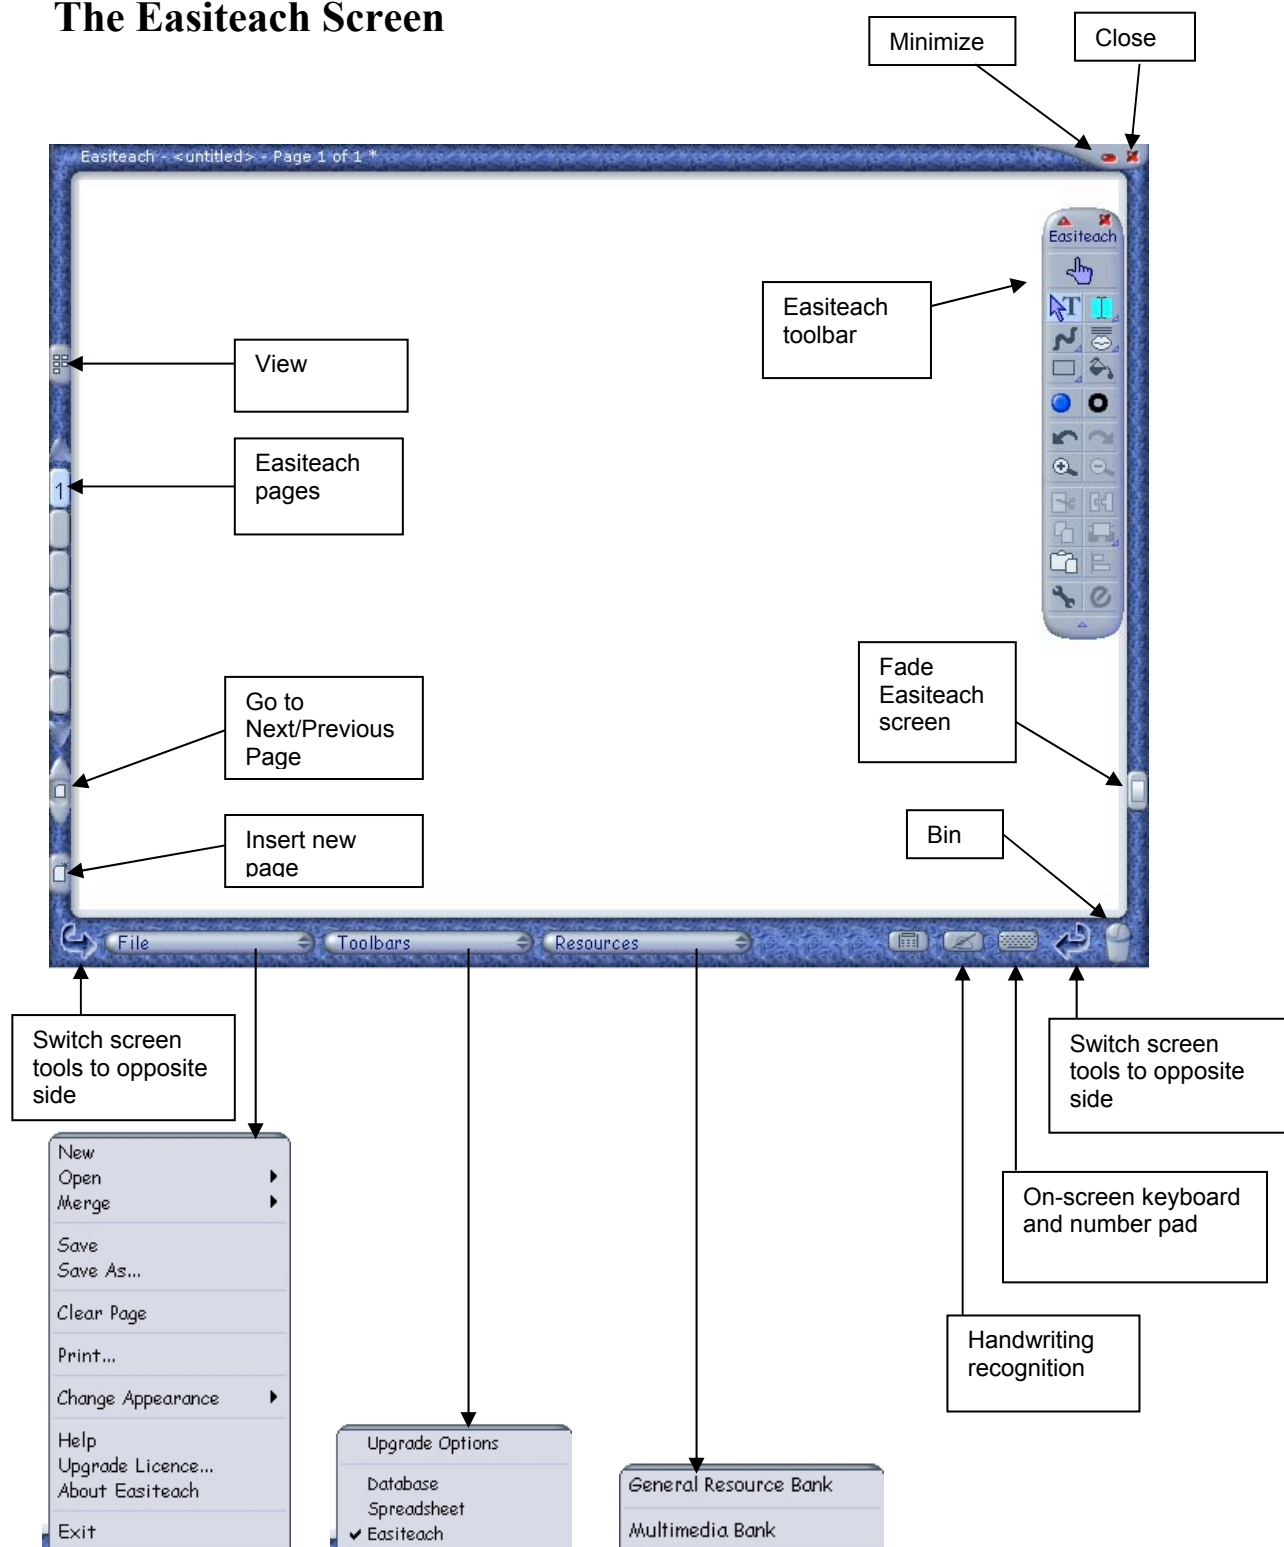 The Easiteach Screen
Minimize
Close
Easiteach - <untitled> - Page 1 of 1 *
Easiteach
Easiteach
toolbar
T
View
Easiteach
pages
1
Fade
Easiteach
screen
Go to
Next/Previous
Page
Bin
Insert new
page
File
Toolbars
Resources
Switch screen
tools to opposite
side
Switch screen
tools to opposite
side
On-screen keyboard
and number pad
Handwriting
recognition
New
Open
Merge
Save
Save As...
Clear Page
Print...
Change Appearance
Help
Upgrade Licence...
About Easiteach
Exit
Upgrade Options
Database
Spreadsheet
Easiteach
General Resource Bank
Multimedia Bank